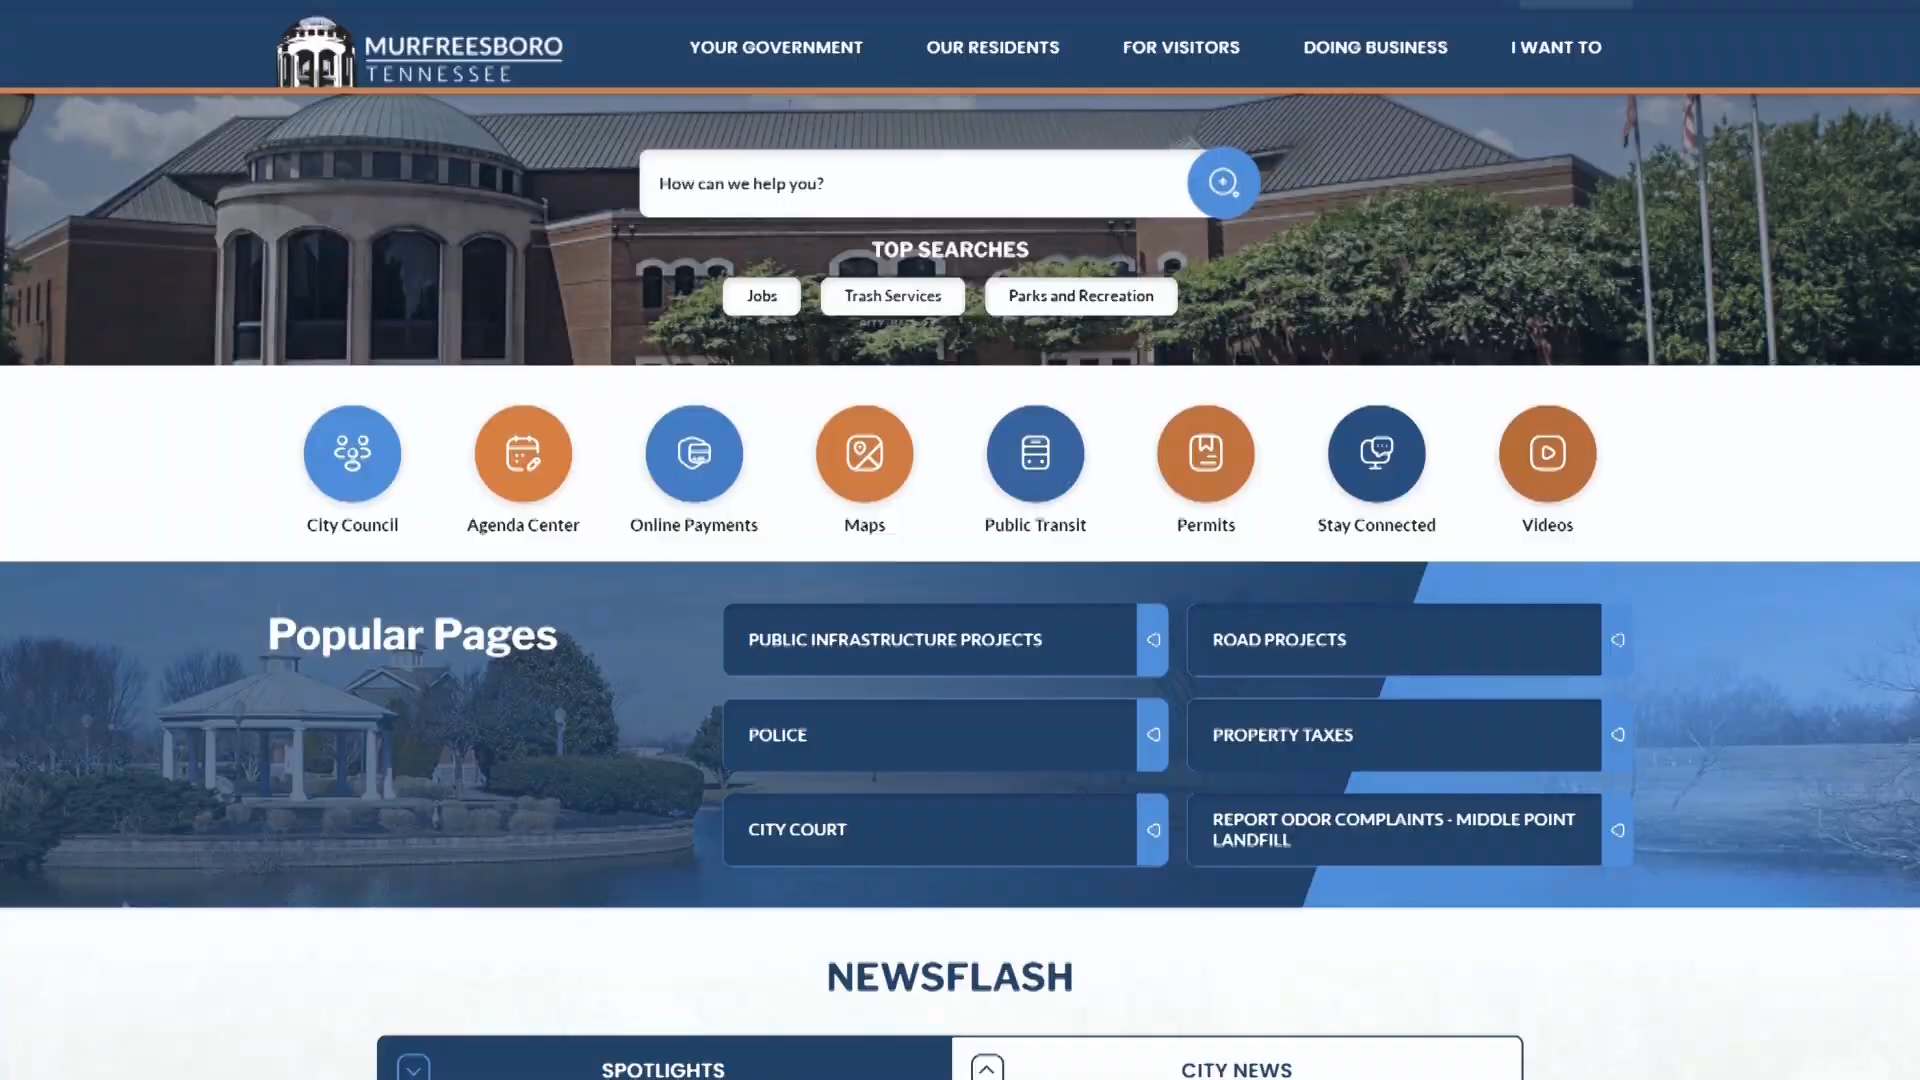 MURFREESBORO
TENNESSEE
YOUR GOVERNMENT
OUR RESIDENTS
FOR VISITORS
DOING BUSINESS
I WANT TO
How can we help you?
TOP SEARCHES
Jobs
Trash Services
Parks and Recreation
City Council
Agenda Center
Online Payments
Maps
Public Transit
Permits
Stay Connected
Videos
Popular Pages
PUBLIC INFRASTRUCTURE PROJECTS
ROAD PROJECTS
POLICE
PROPERTY TAXES
CITY COURT
REPORT ODOR COMPLAINTS - MIDDLE POINT
LANDFILL
NEWSFLASH
SPOTLIGHTS
CITY NEWS